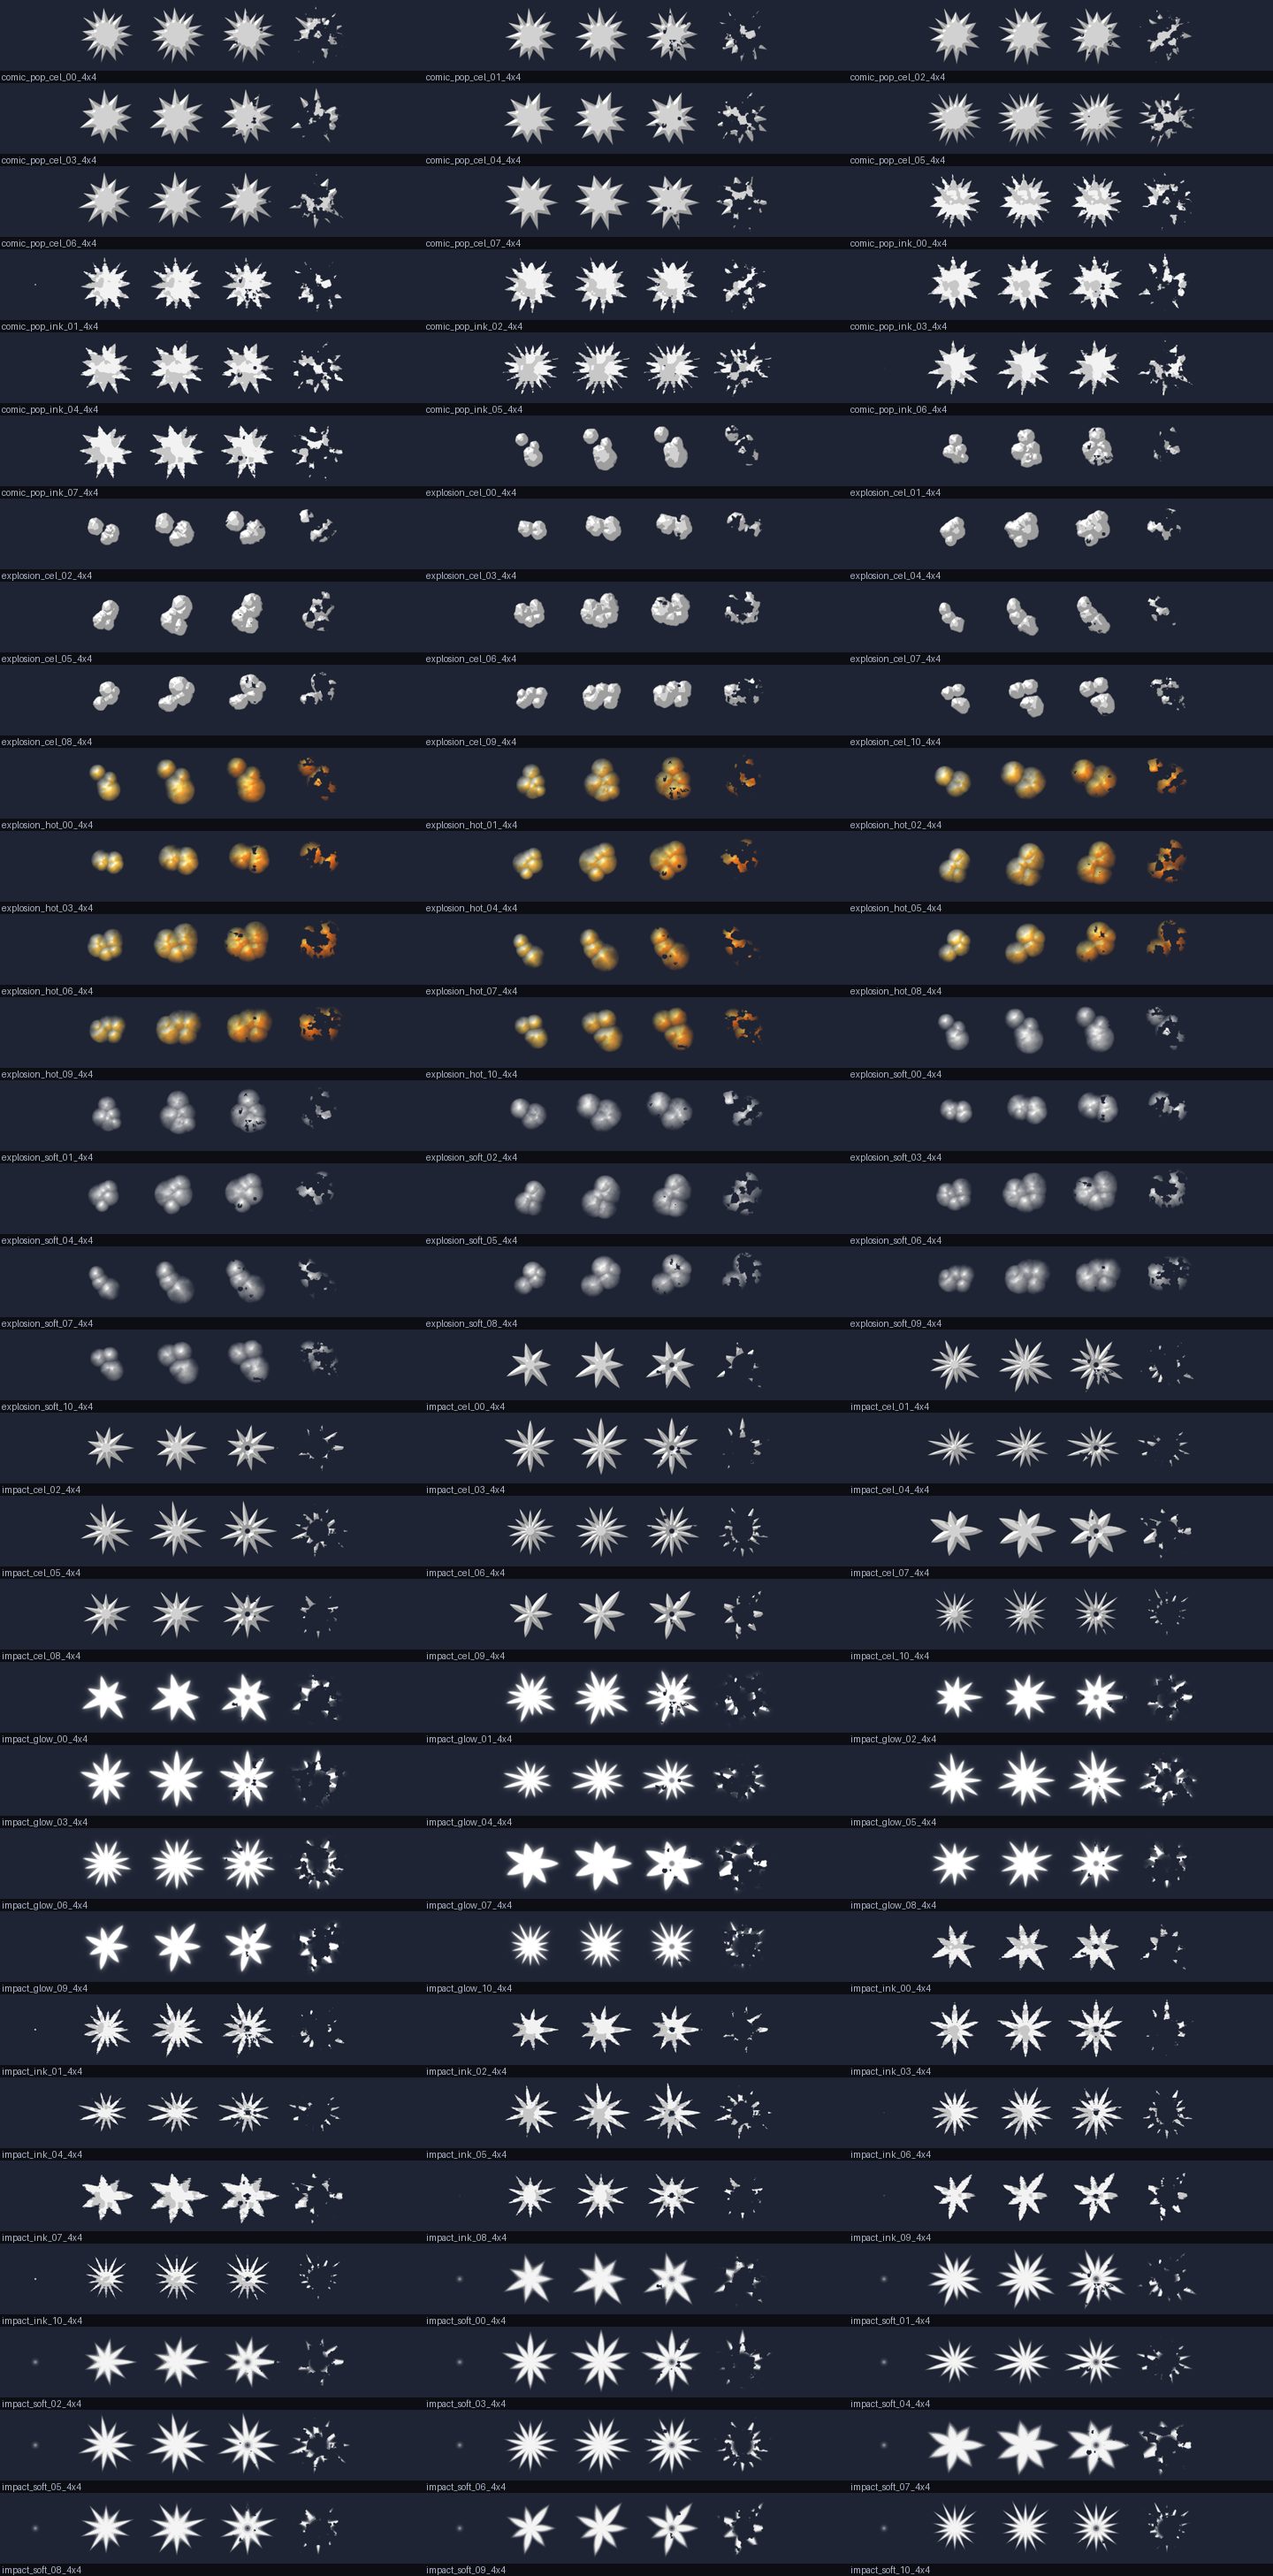 comic_pop_cel_00_4x4 comic_pop_cel_01_4x4 comic_pop_cel_02_4x4
comic_pop_cel_03_4x4 comic_pop_cel_04_4x4 comic_pop_cel_05_4x4
comic_pop_cel_06_4x4 comic_pop_cel_07_4x4 comic_pop_ink_00_4x4
comic_pop_ink_01_4x4 comic_pop_ink_02_4x4 comic_pop_ink_03_4x4
comic_pop_ink_04_4x4 comic_pop_ink_05_4x4 comic_pop_ink_06_4x4
comic_pop_ink_07_4x4 explosion_cel_00_4x4 explosion_cel_01_4x4
explosion_cel_02_4x4 explosion_cel_03_4x4 explosion_cel_04_4x4
explosion_cel_05_4x4 explosion_cel_06_4x4 explosion_cel_07_4x4
explosion_cel_08_4x4 explosion_cel_09_4x4 explosion_cel_10_4x4
explosion_hot_00_4x4 explosion_hot_01_4x4 explosion_hot_02_4x4
explosion_hot_03_4x4 explosion_hot_04_4x4 explosion_hot_05_4x4
explosion_hot_06_4x4 explosion_hot_07_4x4 explosion_hot_08_4x4
explosion_hot_09_4x4 explosion_hot_10_4x4 explosion_soft_00_4x4
explosion_soft_01_4x4 explosion_soft_02_4x4 explosion_soft_03_4x4
explosion_soft_04_4x4 explosion_soft_05_4x4 explosion_soft_06_4x4
explosion_soft_07_4x4 explosion_soft_08_4x4 explosion_soft_09_4x4
explosion_soft_10_4x4 impact_cel_00_4x4 impact_cel_01_4x4
impact_cel_02_4x4 impact_cel_03_4x4 impact_cel_04_4x4
impact_cel_05_4x4 impact_cel_06_4x4 impact_cel_07_4x4
impact_cel_08_4x4 impact_cel_09_4x4 impact_cel_10_4x4
impact_glow_00_4x4 impact_glow_01_4x4 impact_glow_02_4x4
impact_glow_03_4x4 impact_glow_04_4x4 impact_glow_05_4x4
impact_glow_06_4x4 impact_glow_07_4x4 impact_glow_08_4x4
impact_glow_09_4x4 impact_glow_10_4x4 impact_ink_00_4x4
impact_ink_01_4x4 impact_ink_02_4x4 impact_ink_03_4x4
impact_ink_04_4x4 impact_ink_05_4x4 impact_ink_06_4x4
impact_ink_07_4x4 impact_ink_08_4x4 impact_ink_09_4x4
impact_ink_10_4x4 impact_soft_00_4x4 impact_soft_01_4x4
impact_soft_02_4x4 impact_soft_03_4x4 impact_soft_04_4x4
impact_soft_05_4x4 impact_soft_06_4x4 impact_soft_07_4x4
impact_soft_08_4x4 impact_soft_09_4x4 impact_soft_10_4x4